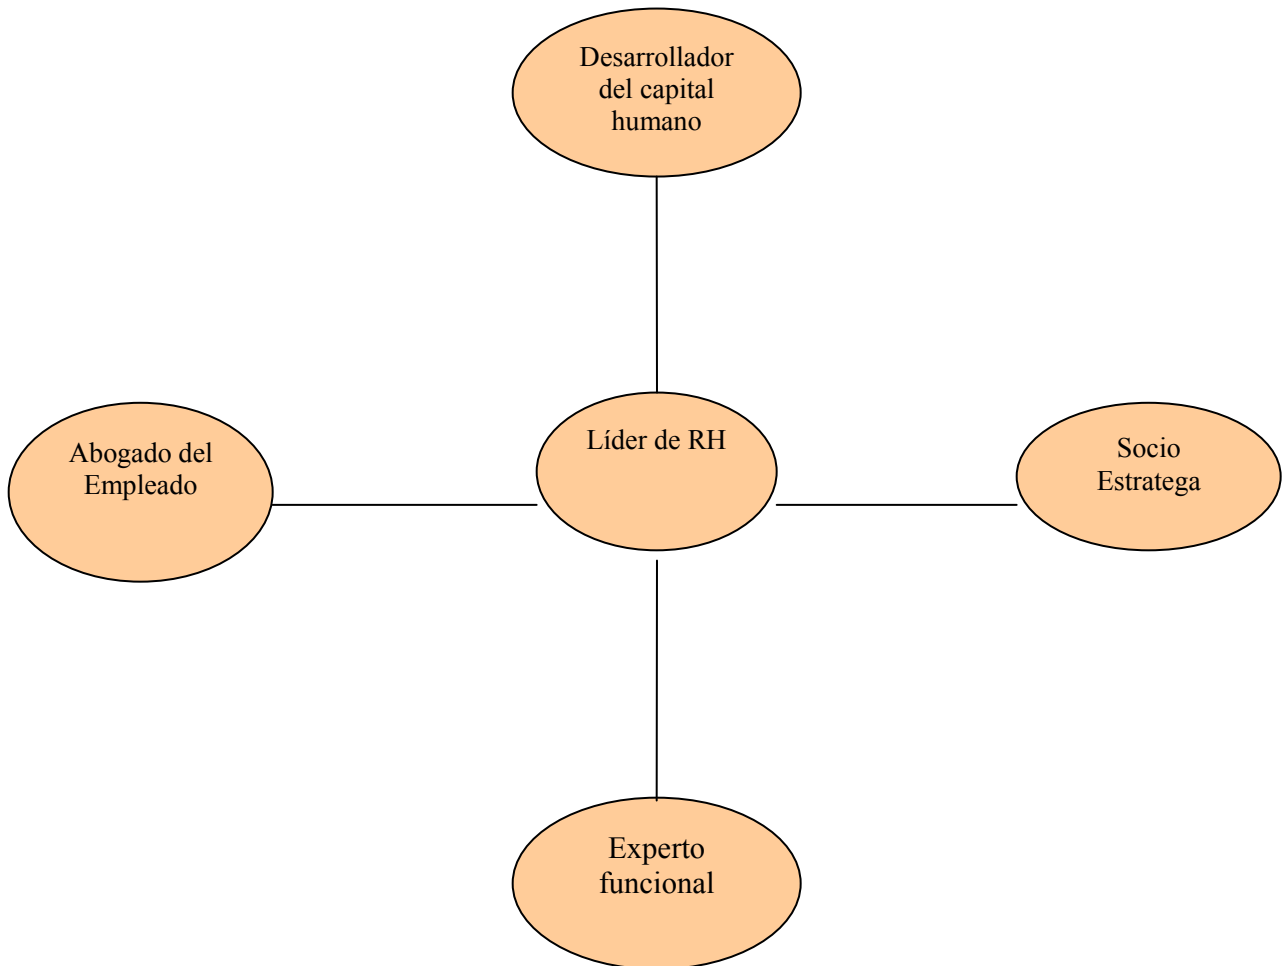 Desarrollador
del capital
humano
Líder de RH
Abogado del
Empleado
Socio
Estratega
Experto
funcional